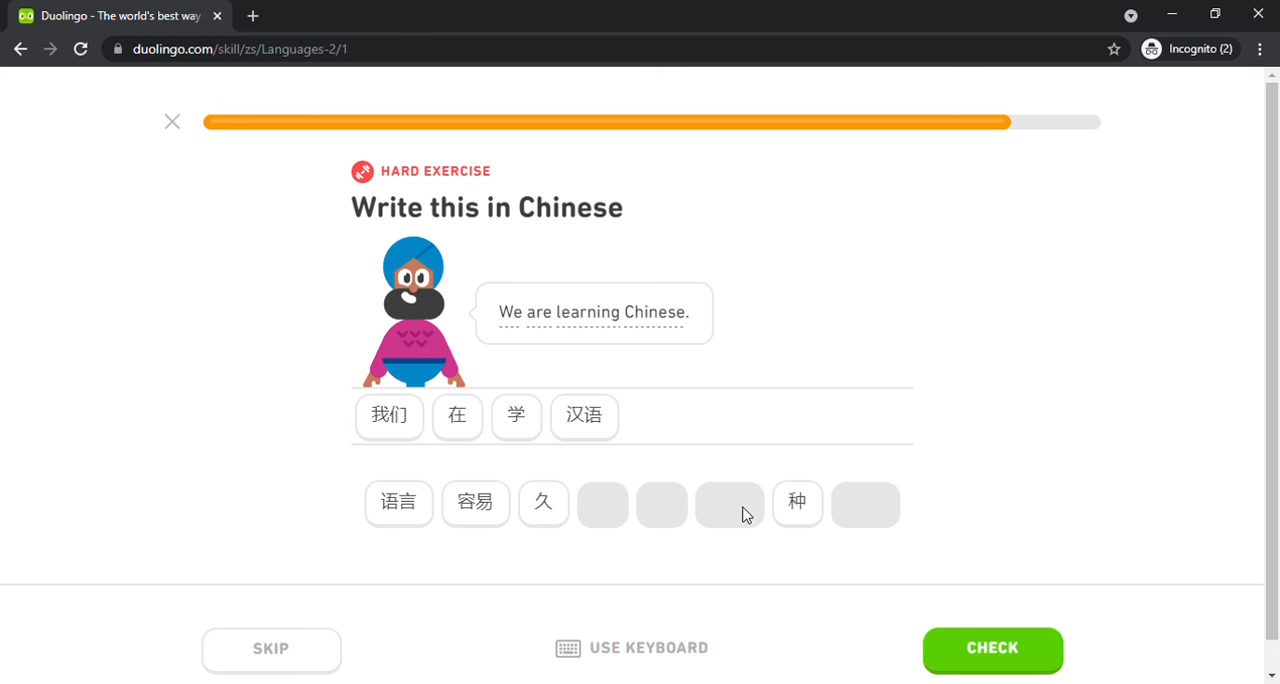 Duolingo - The world's best way
duolingo.com/skill/zs/Languages-2/1
Incognito (2)
HARD EXERCISE
Write this in Chinese
We are learning Chinese.
我们 在 学 汉语
语言 容易 久 种
SKIP
USE KEYBOARD
CHECK